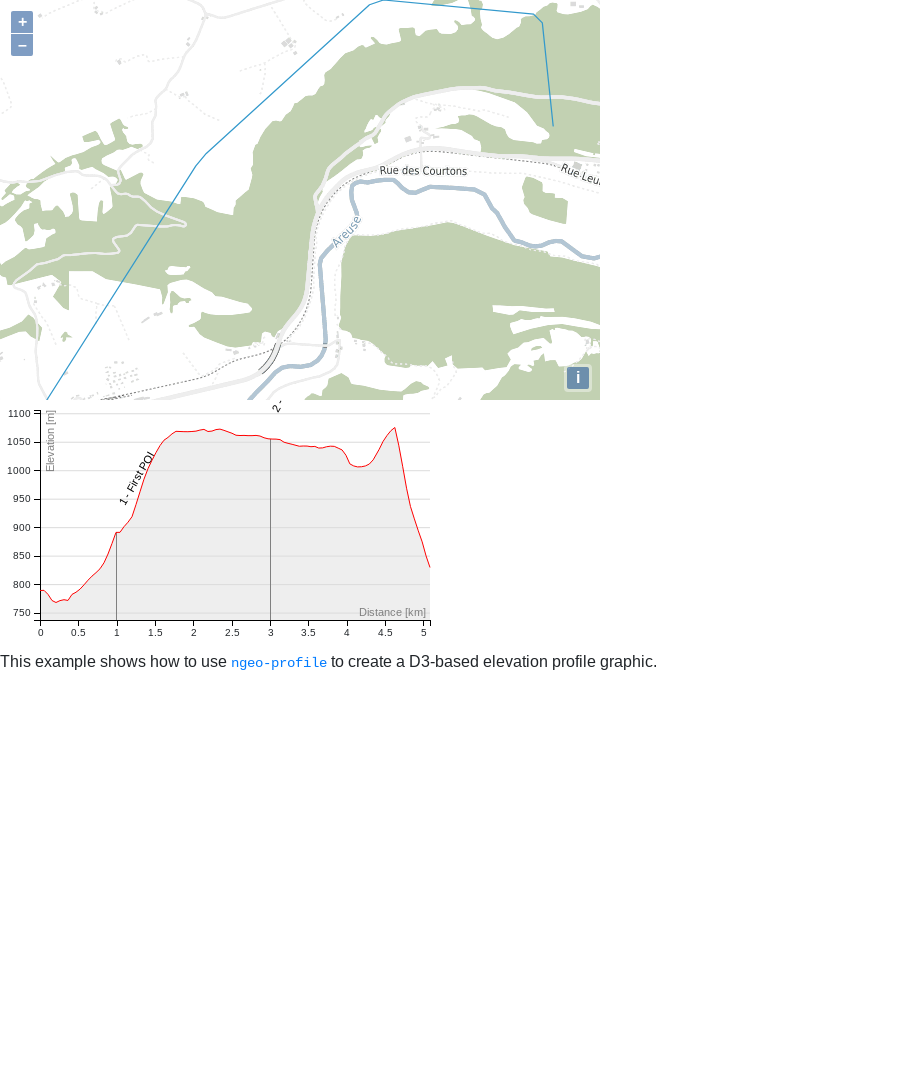 +
−
Rue des Courtons
Rue Leu
Areuse
i
2 -
1100
1050
1000
950
900
850
800
750
Elevation [m]
1 - First POI
Distance [km]
0 0.5 1 1.5 2 2.5 3 3.5 4 4.5 5
This example shows how to use ngeo-profile to create a D3-based elevation profile graphic.